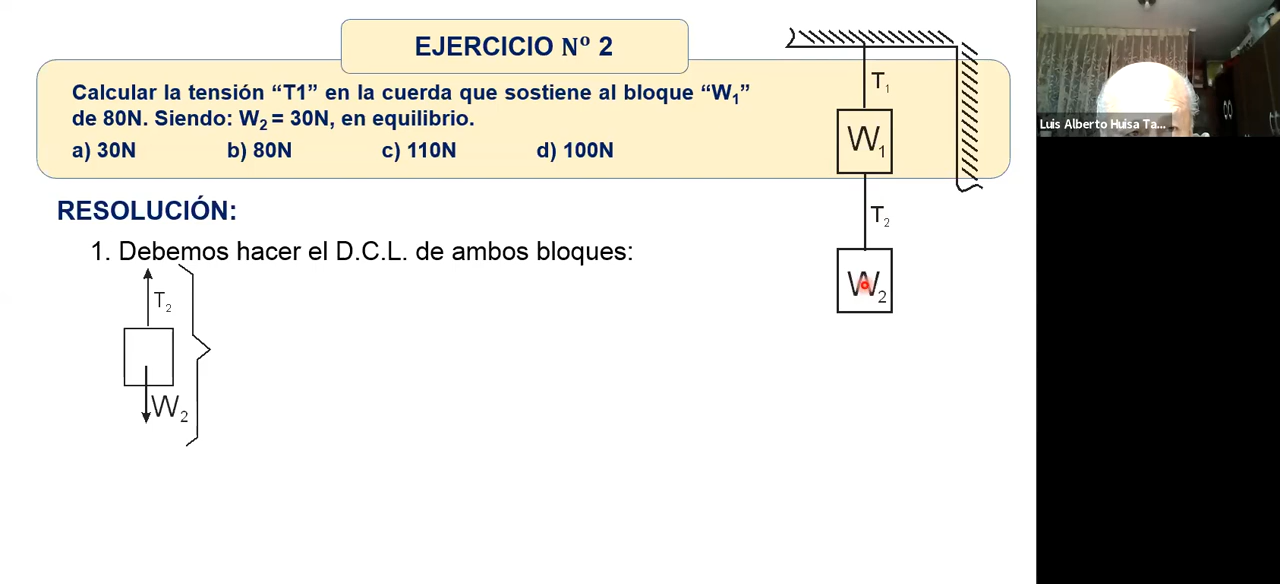 EJERCICIO Nº 2
Calcular la tensión “T1” en la cuerda que sostiene al bloque “W₁”
de 80N. Siendo: W₂ = 30N, en equilibrio.
a) 30N b) 80N c) 110N d) 100N
T₁
W₁
T₂
W₂
RESOLUCIÓN:
1. Debemos hacer el D.C.L. de ambos bloques:
T₂
W₂
Luis Alberto Huisa Ta...